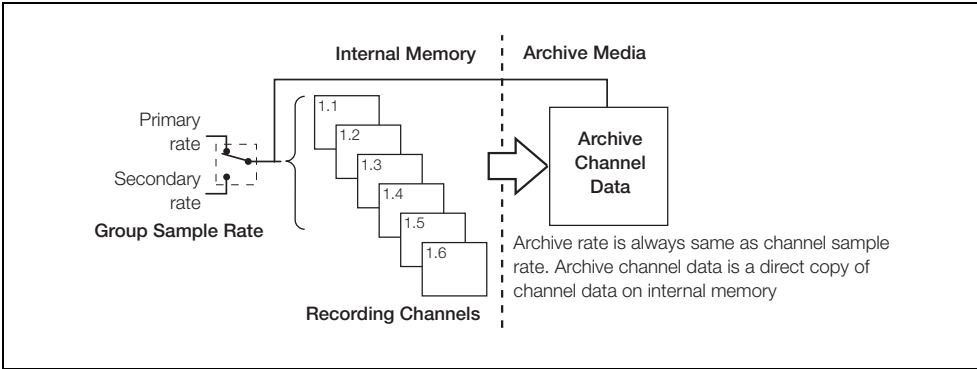 Internal Memory
Archive Media
Primary
rate
Secondary
rate
Group Sample Rate
1.1
1.2
1.3
1.4
1.5
1.6
Recording Channels
Archive
Channel
Data
Archive rate is always same as channel sample
rate. Archive channel data is a direct copy of
channel data on internal memory